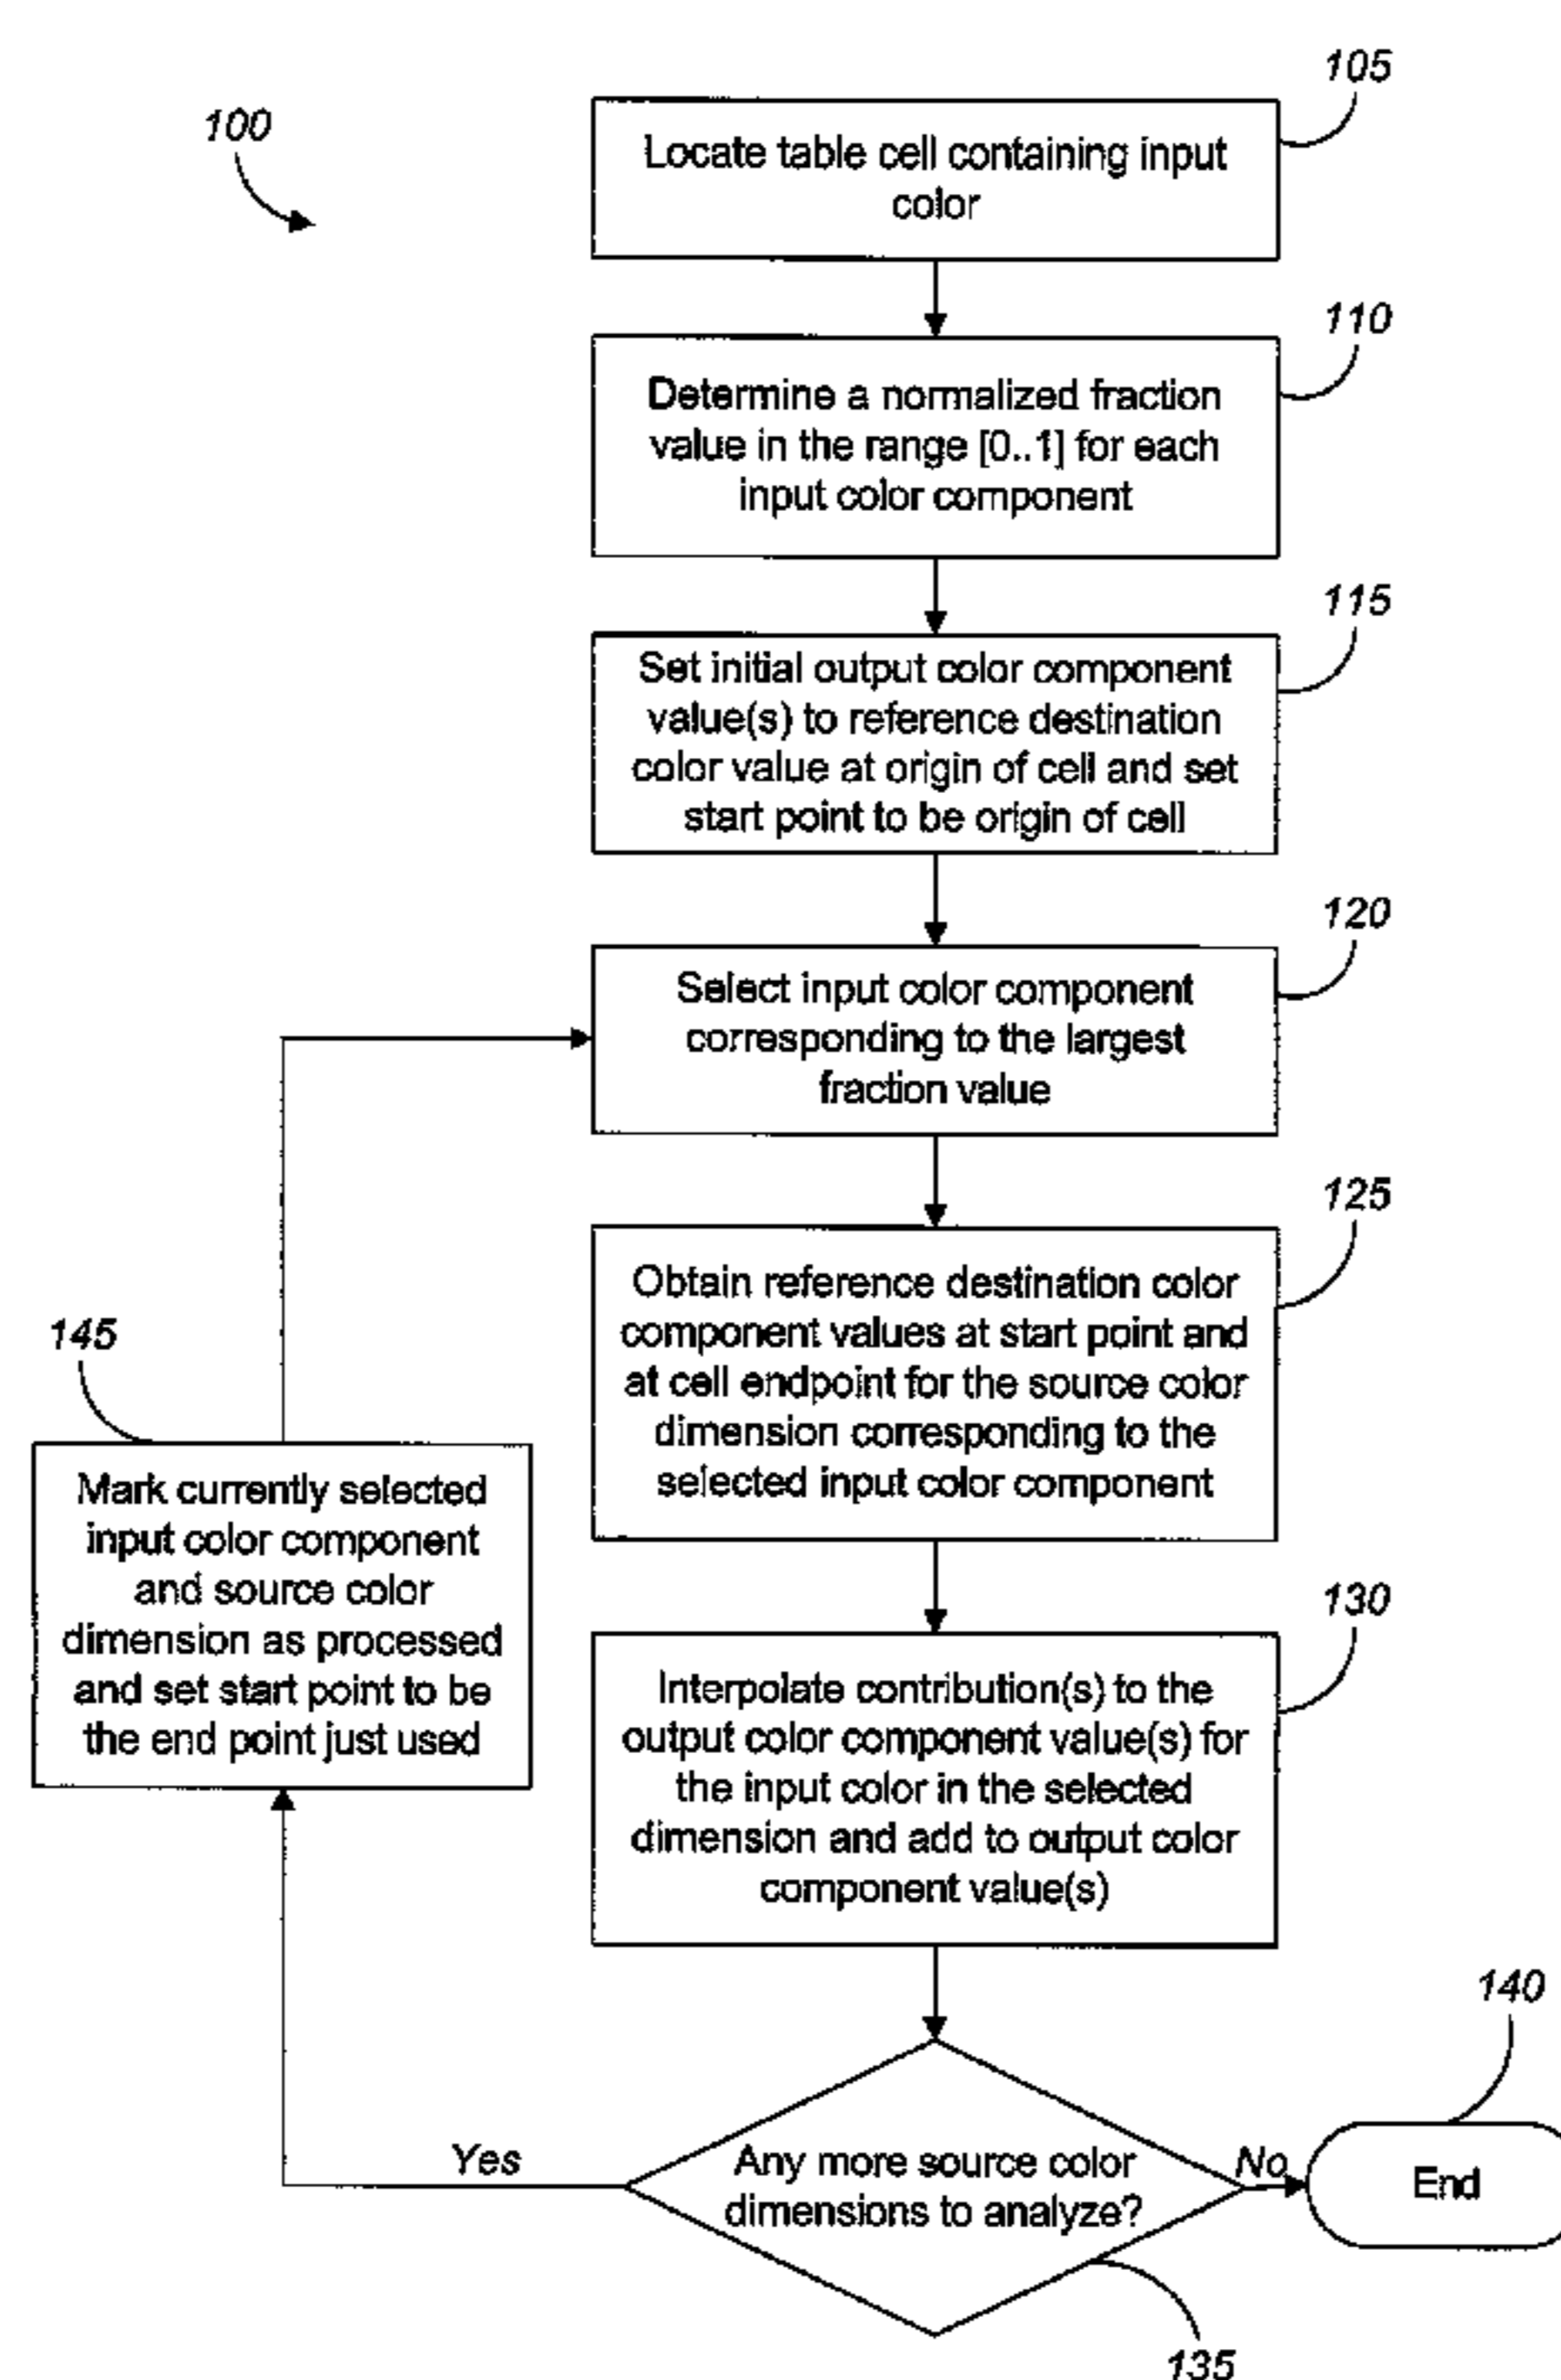 100
105
Locate table cell containing input
color
110
Determine a normalized fraction
value in the range [0..1] for each
input color component
115
Set initial output color component
value(s) to reference destination
color value at origin of cell and set
start point to be origin of cell
120
Select input color component
corresponding to the largest
fraction value
125
Obtain reference destination color
component values at start point and
at cell endpoint for the source color
dimension corresponding to the
selected input color component
145
Mark currently selected
input color component
and source color
dimension as processed
and set start point to be
the end point just used
130
Interpolate contribution(s) to the
output color component value(s) for
the input color in the selected
dimension and add to output color
component value(s)
140
Yes
Any more source color
dimensions to analyze?
No
End
135